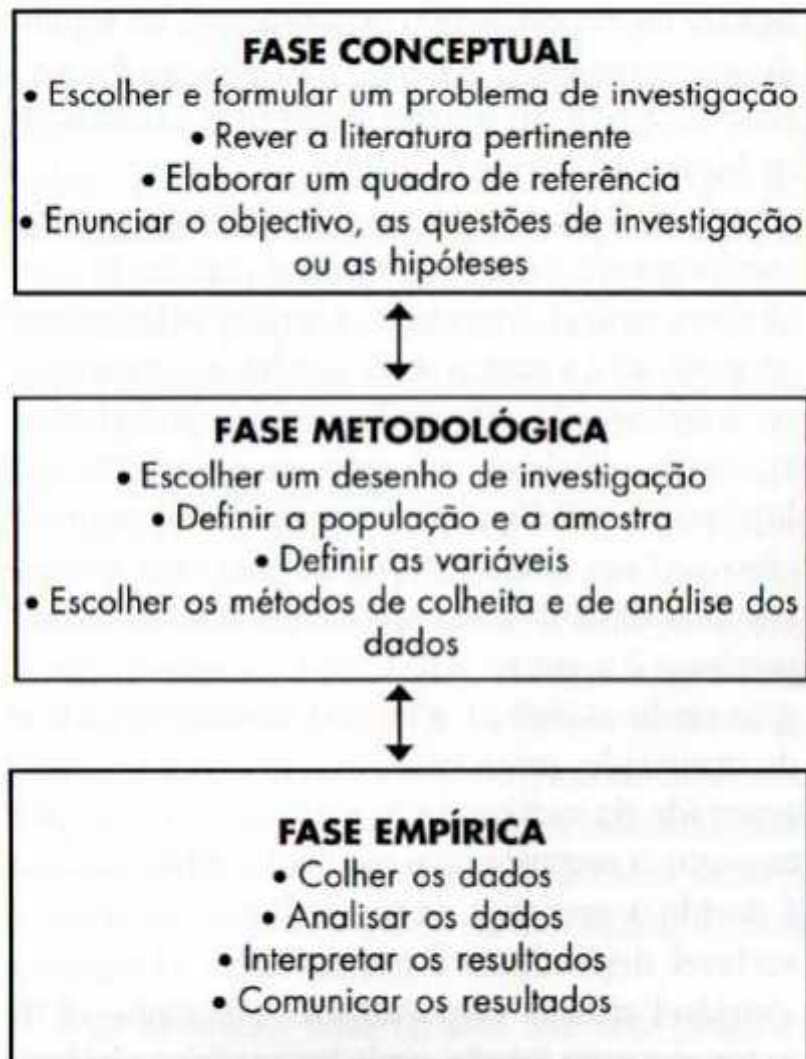 FASE CONCEPTUAL
• Escolher e formular um problema de investigação
• Rever a literatura pertinente
• Elaborar um quadro de referência
• Enunciar o objectivo, as questões de investigação
ou as hipóteses
FASE METODOLÓGICA
• Escolher um desenho de investigação
• Definir a população e a amostra
• Definir as variáveis
• Escolher os métodos de colheita e de análise dos
dados
FASE EMPÍRICA
• Colher os dados
• Analisar os dados
• Interpretar os resultados
• Comunicar os resultados